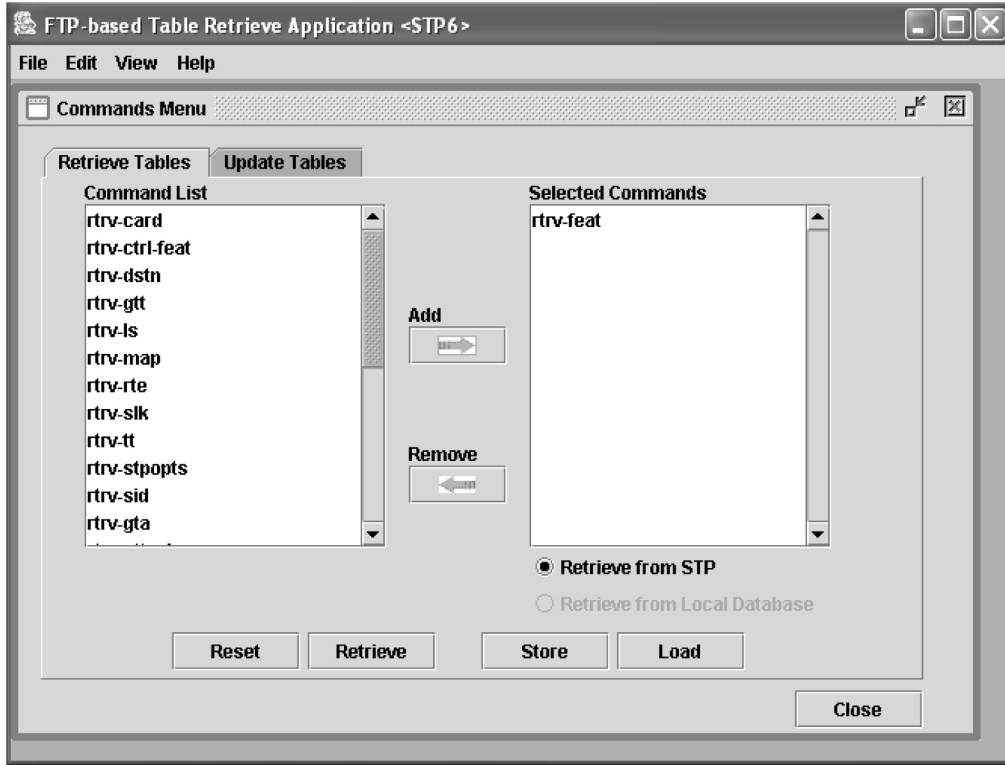 FTP-based Table Retrieve Application <STP6>
File Edit View Help
Commands Menu
Retrieve Tables Update Tables
Command List
rtrv-card
rtrv-ctrl-feat
rtrv-dstn
rtrv-gtt
rtrv-ls
rtrv-map
rtrv-rte
rtrv-slk
rtrv-tt
rtrv-stpopts
rtrv-sid
rtrv-gta
Add
Remove
Selected Commands
rtrv-feat
Retrieve from STP
Retrieve from Local Database
Reset Retrieve Store Load
Close